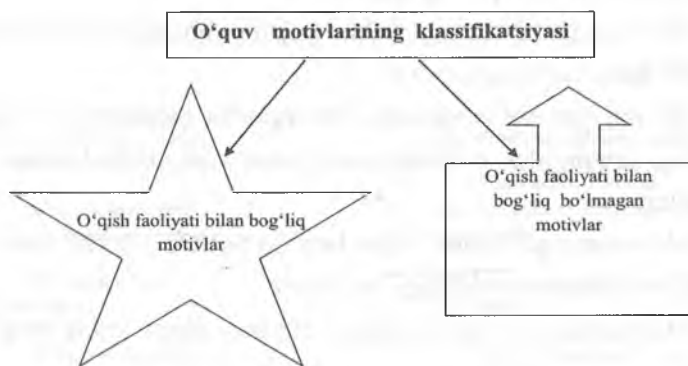 O‘quv motivlarining klassifikatsiyasi
O‘qish faoliyati bilan bog‘liq
motivlar
O‘qish faoliyati bilan
bog‘liq bo‘lmagan
motivlar